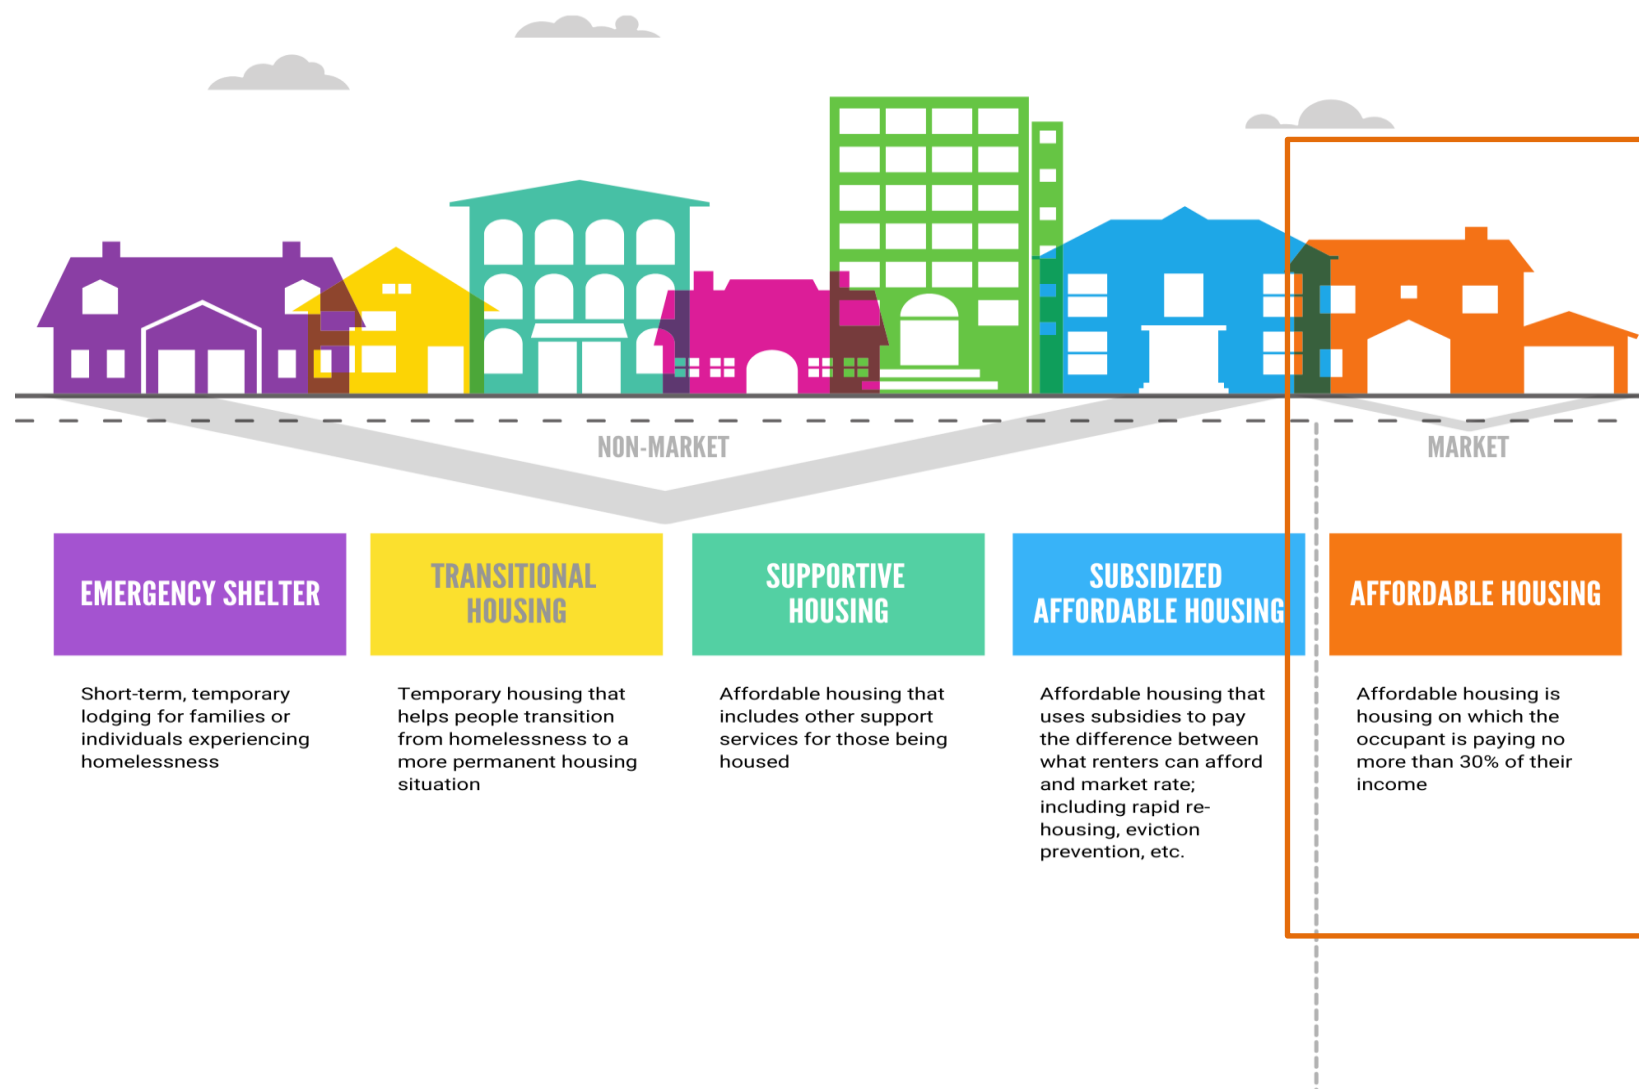 NON-MARKET
MARKET
EMERGENCY SHELTER
Short-term, temporary
lodging for families or
individuals experiencing
homelessness
TRANSITIONAL
HOUSING
Temporary housing that
helps people transition
from homelessness to a
more permanent housing
situation
SUPPORTIVE
HOUSING
Affordable housing that
includes other support
services for those being
housed
SUBSIDIZED
AFFORDABLE HOUSING
Affordable housing that
uses subsidies to pay
the difference between
what renters can afford
and market rate;
including rapid re-
housing, eviction
prevention, etc.
AFFORDABLE HOUSING
Affordable housing is
housing on which the
occupant is paying no
more than 30% of their
income